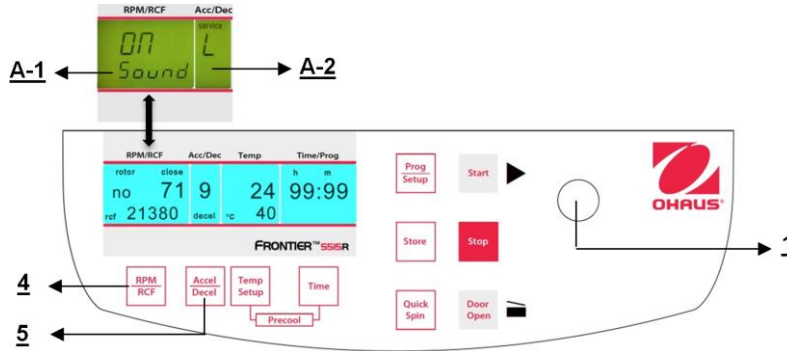 RPM/RCF Acc/Dec
service
ON L
Sound
A-1
A-2
RPM/RCF Acc/Dec Temp Time/Prog
rotor close h m
no 71 9 24 99:99
rcf 21380 decel °C 40
FRONTIER™ 5515R
Prog
Setup
Start
OHAUS®
Store
Stop
1
4
RPM
RCF
Accel
Decel
Temp
Setup
Time
Precool
Quick
Spin
Door
Open
5